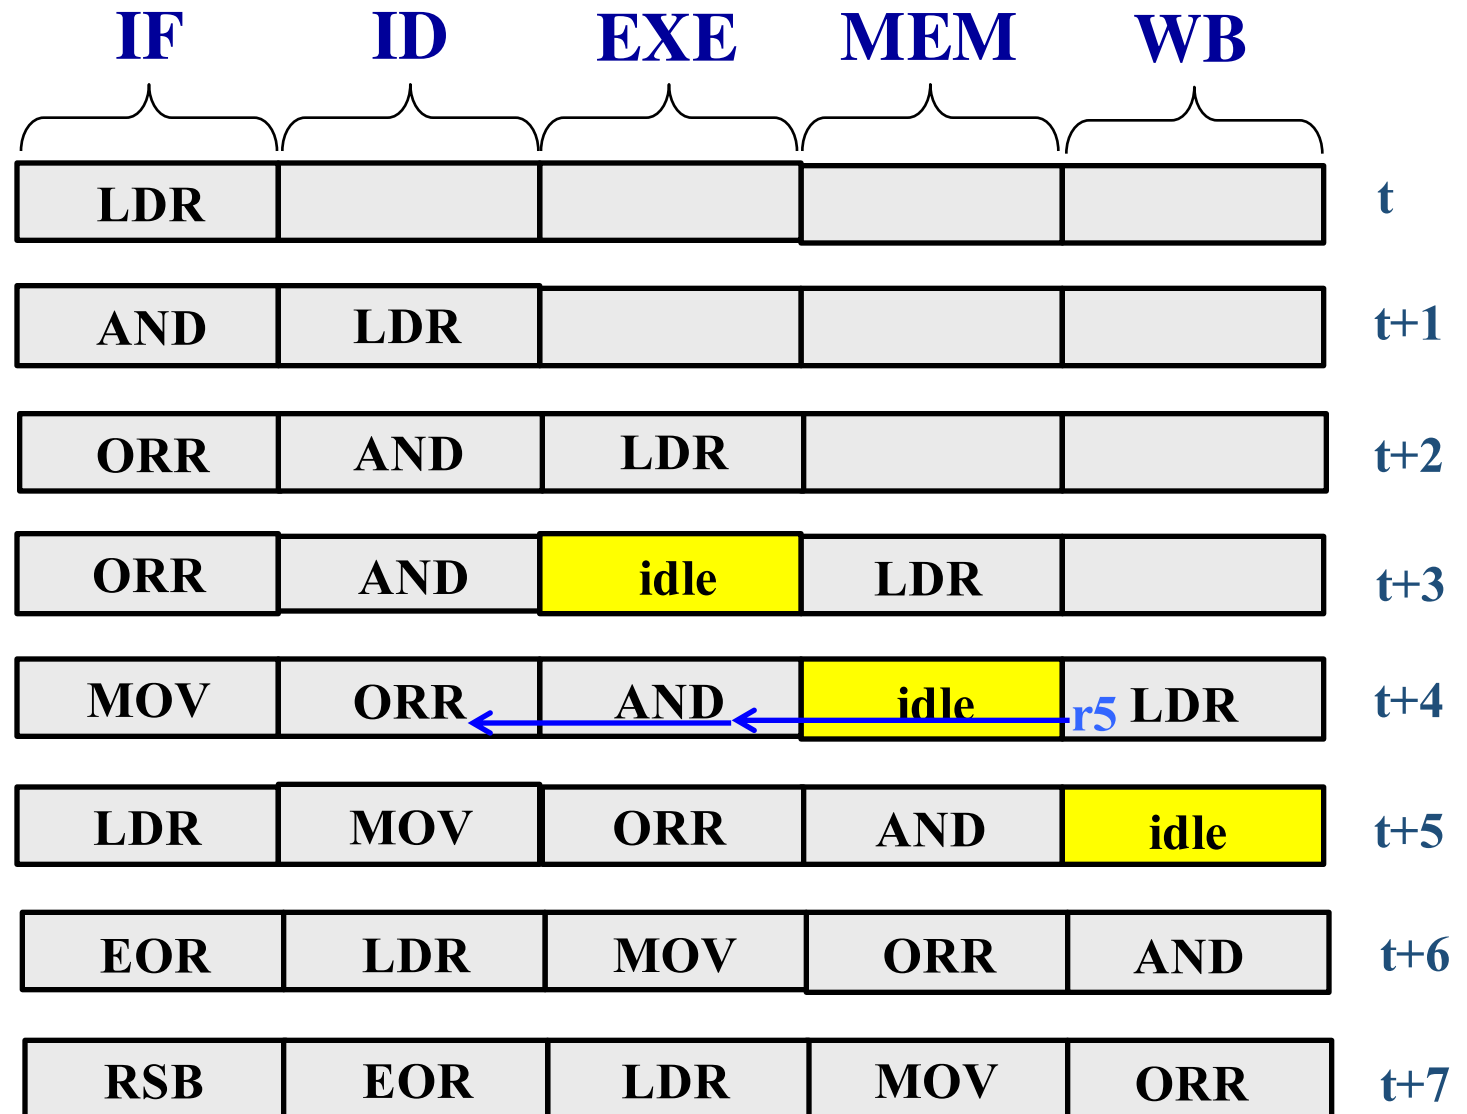 IF ID EXE MEM WB
LDR t
AND LDR t+1
ORR AND LDR t+2
ORR AND idle LDR t+3
MOV ORR AND idle r5 LDR t+4
LDR MOV ORR AND idle t+5
EOR LDR MOV ORR AND t+6
RSB EOR LDR MOV ORR t+7